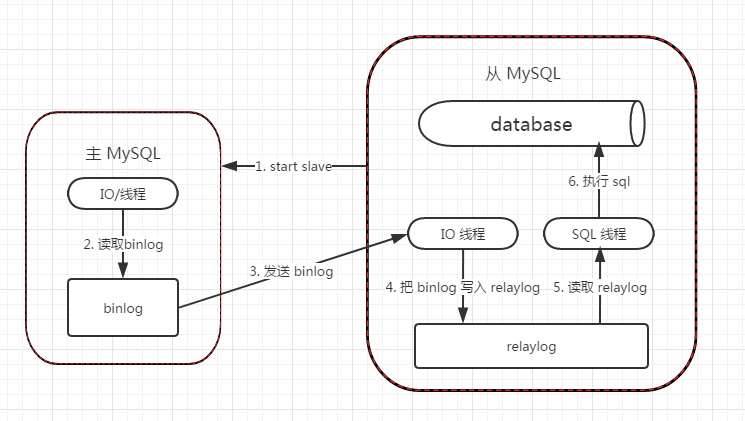 从 MySQL
database
主 MySQL
1. start slave
IO/线程
6. 执行 sql
2. 读取binlog
IO 线程
SQL 线程
3. 发送 binlog
4. 把 binlog 写入 relaylog
5. 读取 relaylog
binlog
relaylog